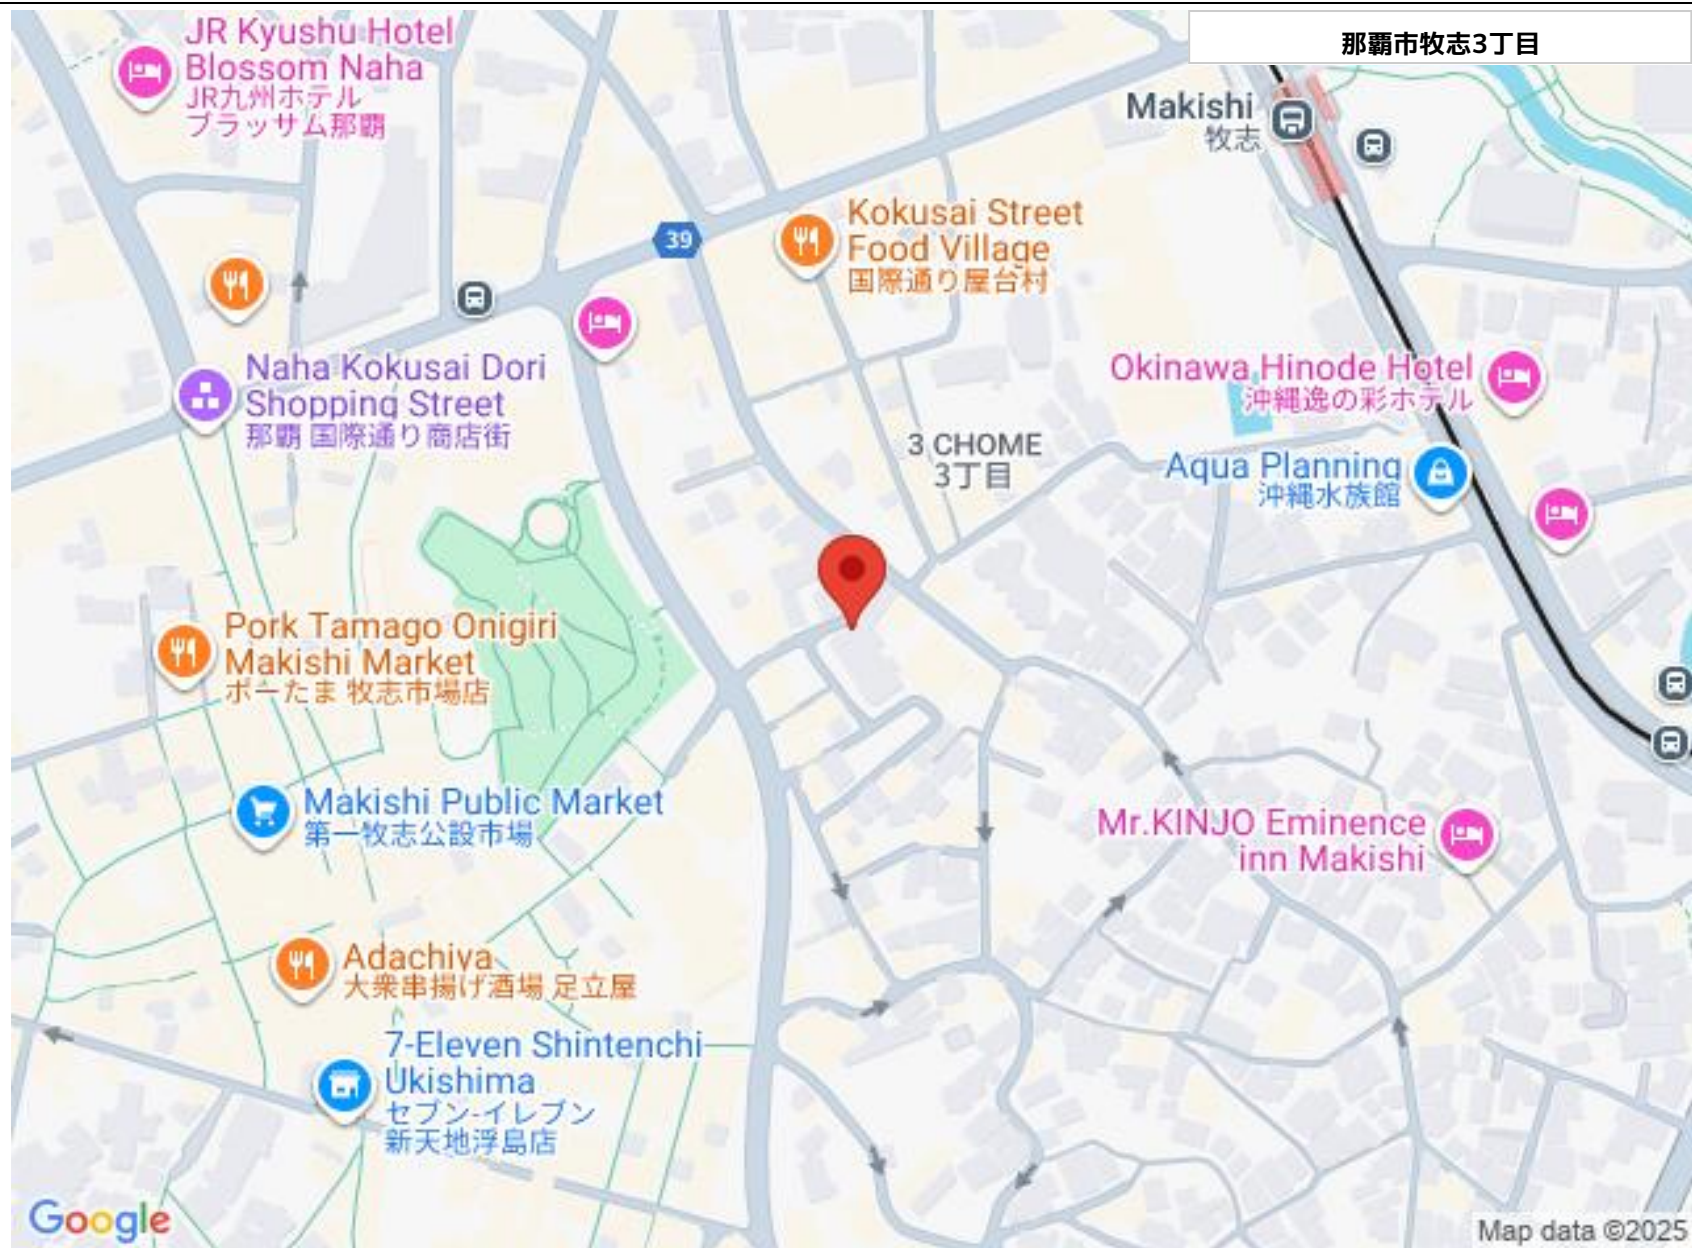 那覇市牧志3丁目
JR Kyushu Hotel
Blossom Naha
JR九州ホテル
ブラッサム那覇
Makishi
牧志
39
Kokusai Street
Food Village
国際通り屋台村
Naha Kokusai Dori
Shopping Street
那覇 国際通り商店街
Okinawa Hinode Hotel
沖縄逸の彩ホテル
3 CHOME
3丁目
Aqua Planning
沖縄水族館
Pork Tamago Onigiri
Makishi Market
ポーたま 牧志市場店
Makishi Public Market
第一牧志公設市場
Mr.KINJO Eminence
inn Makishi
Adachiya
大衆串揚げ酒場 足立屋
7-Eleven Shintenchi
Ukishima
セブン-イレブン
新天地浮島店
Google
Map data ©2025